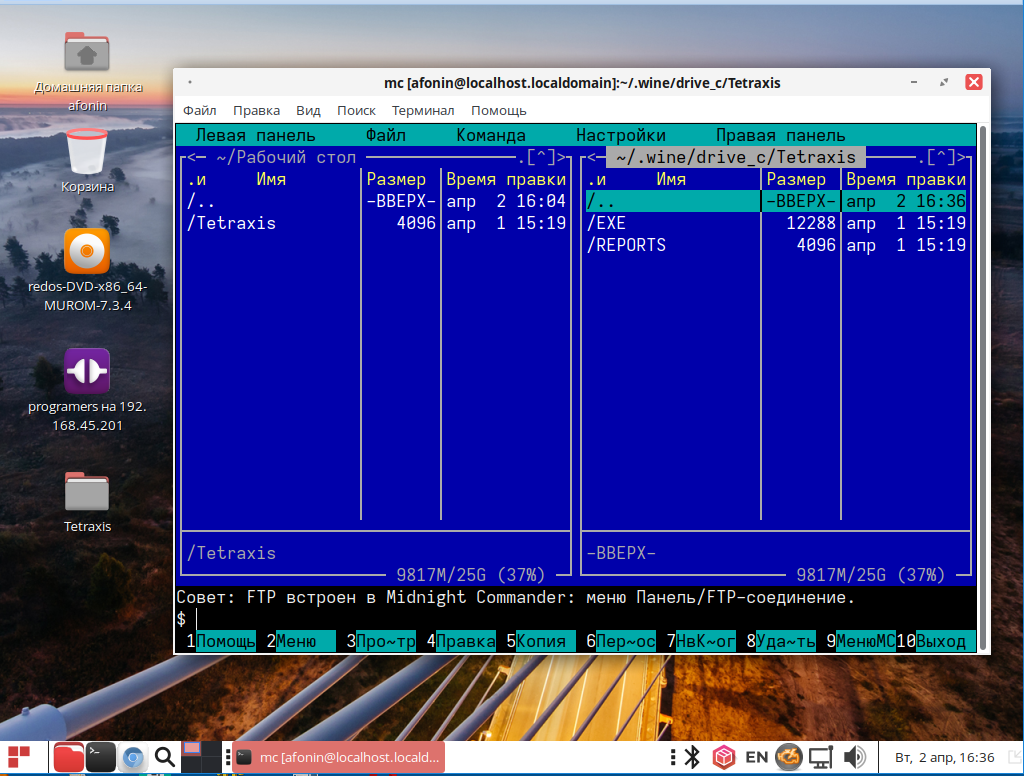 Домашняя папка
afonin
Корзина
redos-DVD-x86_64-
MUROM-7.3.4
programers на 192.
168.45.201
Tetraxis
mc [afonin@localhost.localdomain]:~/.wine/drive_c/Tetraxis
Файл Правка Вид Поиск Терминал Помощь
Левая панель Файл Команда Настройки Правая панель
<─ ~/Рабочий стол .[^]> <─ ~/.wine/drive_c/Tetraxis .[^]>
.и Имя Размер Время правки .и Имя Размер Время правки
/.. -ВВЕРХ- апр 2 16:04 /.. -ВВЕРХ- апр 2 16:36
/Tetraxis 4096 апр 1 15:19 /EXE 12288 апр 1 15:19
/REPORTS 4096 апр 1 15:19
/Tetraxis -ВВЕРХ-
9817M/25G (37%) 9817M/25G (37%)
Совет: FTP встроен в Midnight Commander: меню Панель/FTP-соединение.
$
1Помощь 2Меню 3Про~тр 4Правка 5Копия 6Пер~ос 7НвК~ог 8Уда~ть 9МенюМС10Выход
mc [afonin@localhost.locald...
EN
Вт, 2 апр, 16:36